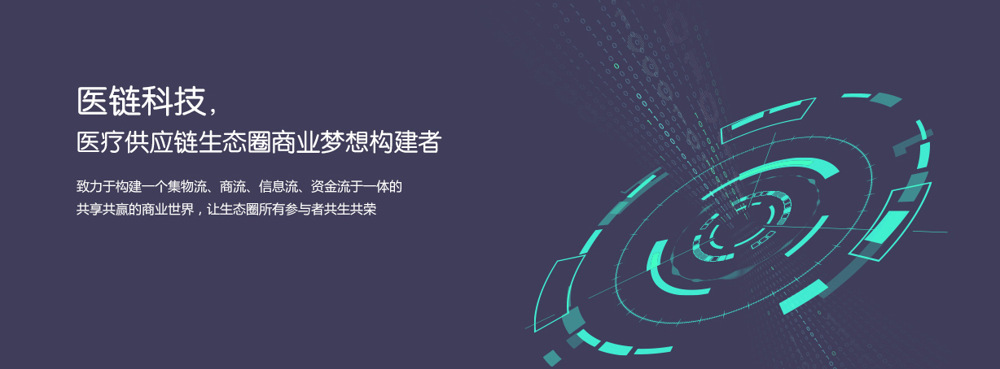 医链科技，
医疗供应链生态圈商业梦想构建者
致力于构建一个集物流、商流、信息流、资金流于一体的
共享共赢的商业世界，让生态圈所有参与者共生共荣